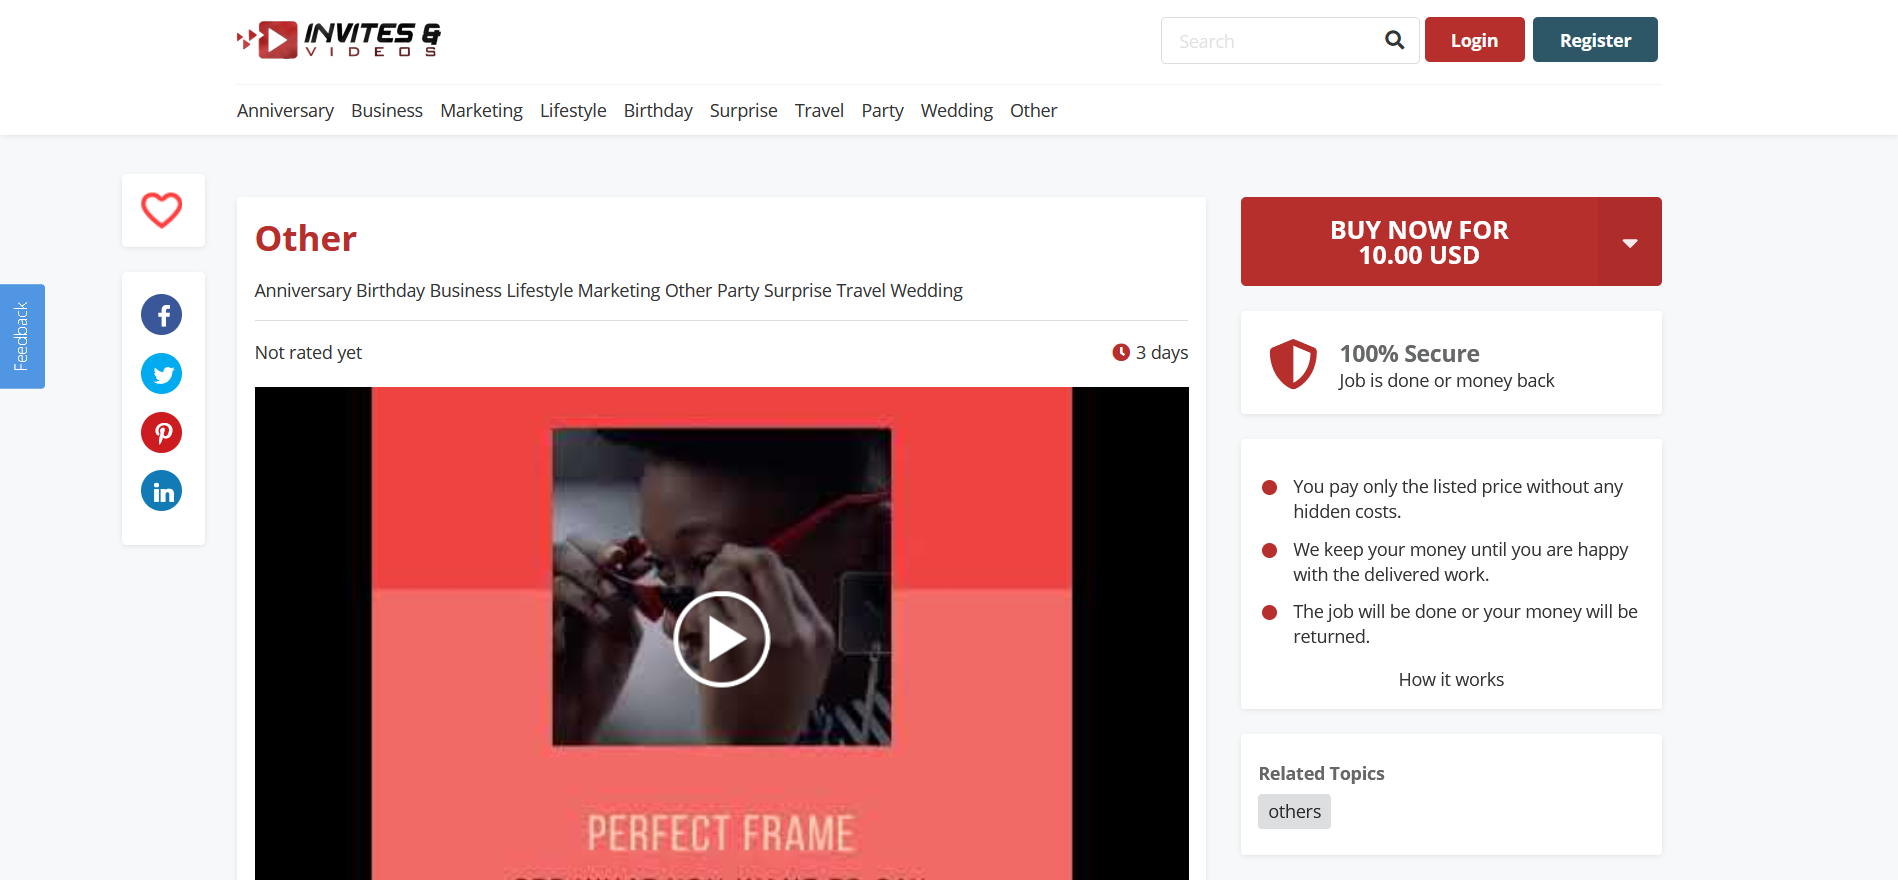 INVITES &
VIDEOS
Search
Login
Register
Anniversary Business Marketing Lifestyle Birthday Surprise Travel Party Wedding Other
Feedback
Other
Anniversary Birthday Business Lifestyle Marketing Other Party Surprise Travel Wedding
Not rated yet
3 days
PERFECT FRAME
BUY NOW FOR
10.00 USD
100% Secure
Job is done or money back
You pay only the listed price without any
hidden costs.
We keep your money until you are happy
with the delivered work.
The job will be done or your money will be
returned.
How it works
Related Topics
others